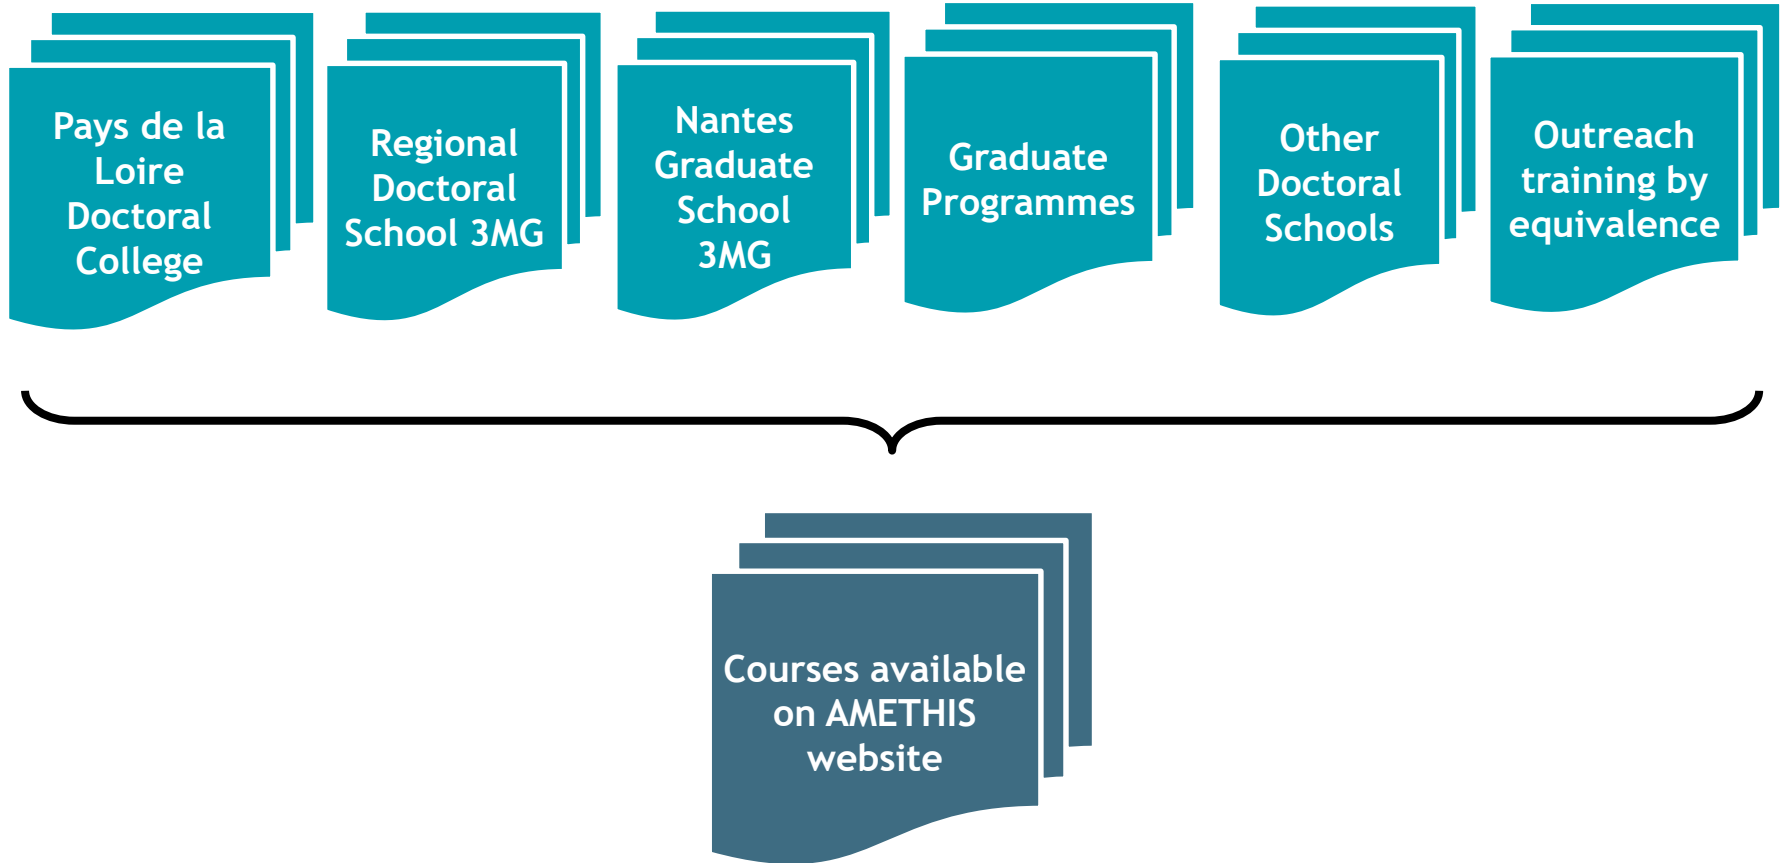 Pays de la
Loire
Doctoral
College
Regional
Doctoral
School 3MG
Nantes
Graduate
School
3MG
Graduate
Programmes
Other
Doctoral
Schools
Outreach
training by
equivalence
Courses available
on AMETHIS
website